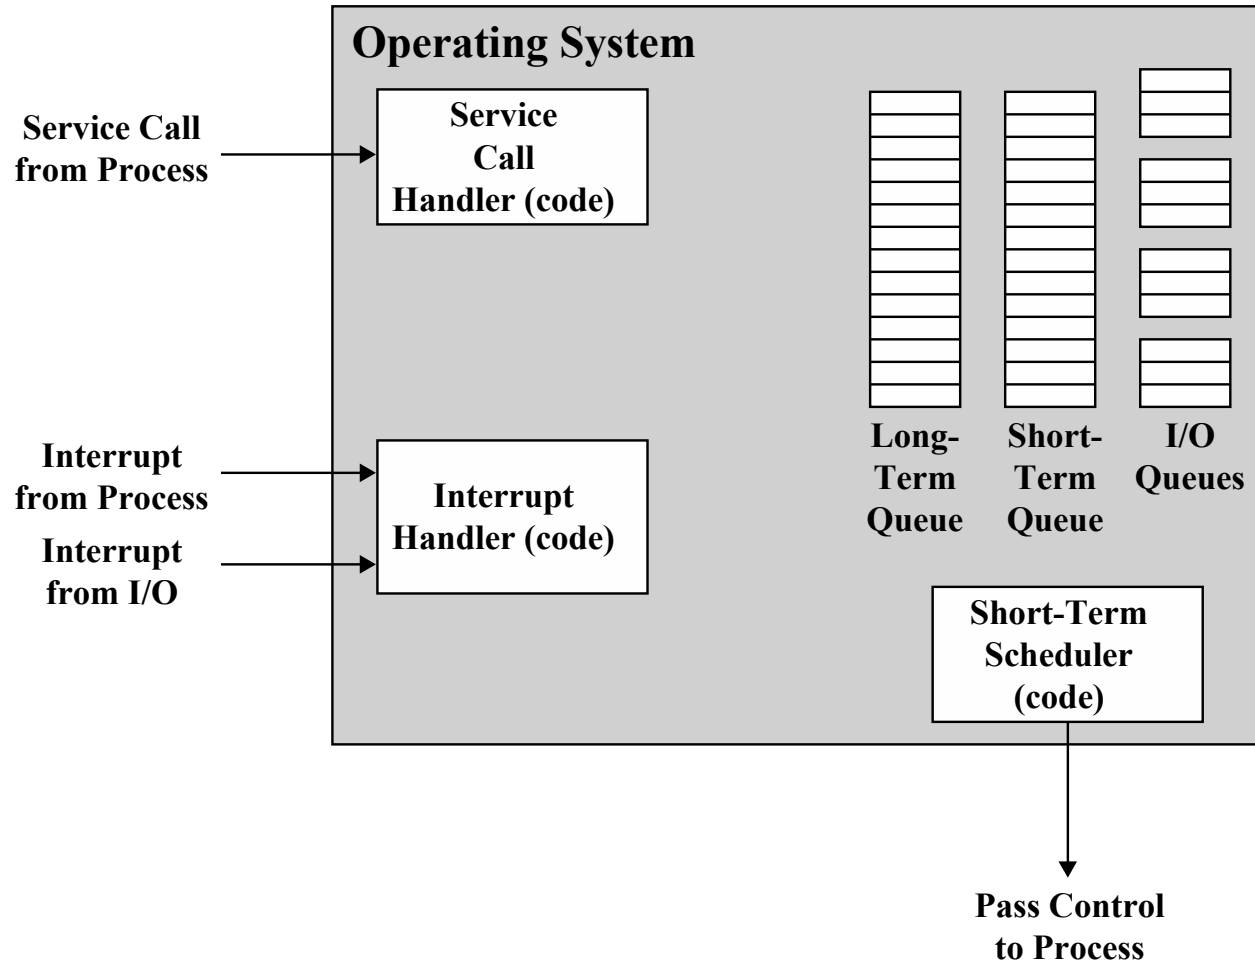 Operating System
Service Call
from Process
Service
Call
Handler (code)
Interrupt
from Process
Interrupt
from I/O
Interrupt
Handler (code)
Long-
Term
Queue
Short-
Term
Queue
I/O
Queues
Short-Term
Scheduler
(code)
Pass Control
to Process